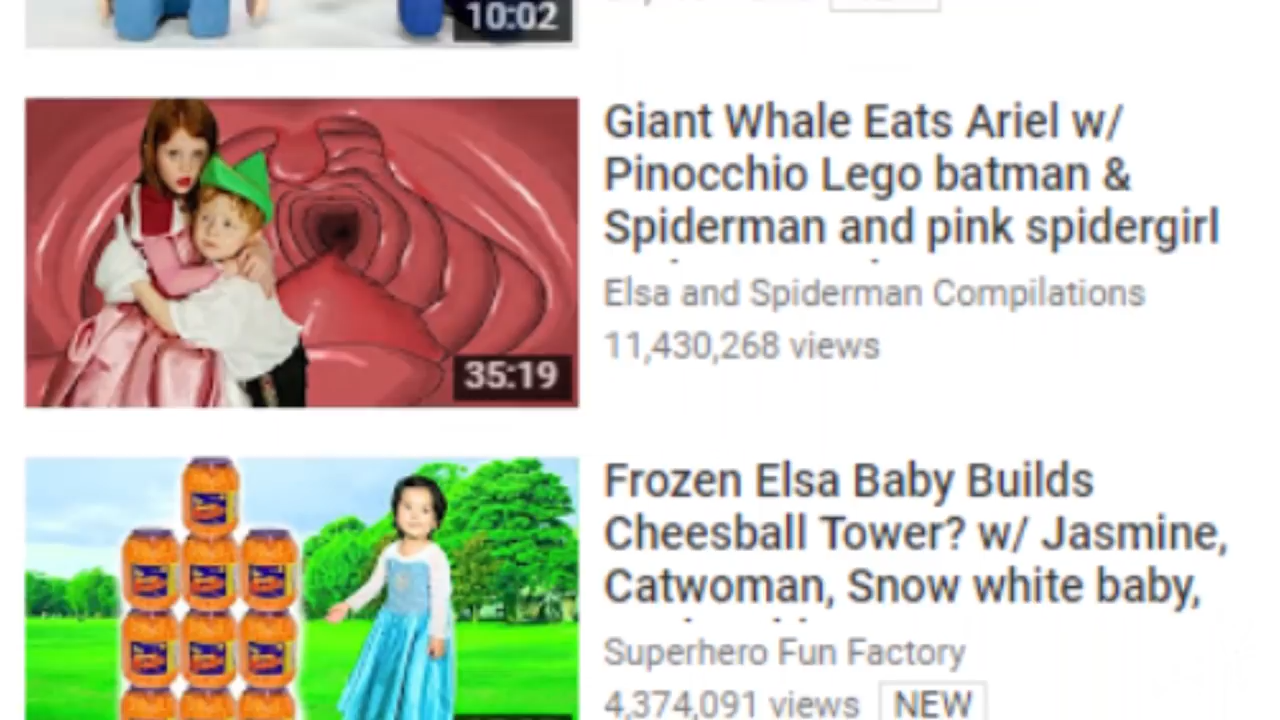 10:02
Giant Whale Eats Ariel w/
Pinocchio Lego batman &
Spiderman and pink spidergirl
Elsa and Spiderman Compilations
11,430,268 views
35:19
Frozen Elsa Baby Builds
Cheesball Tower? w/ Jasmine,
Catwoman, Snow white baby,
Superhero Fun Factory
4,374,091 views NEW